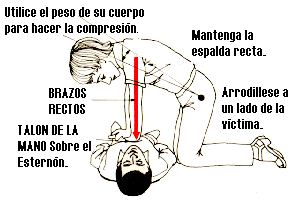 Utilice el peso de su cuerpo
para hacer la compresión.
Mantenga la
espalda recta..
BRAZOS
RECTOS
Arrodillese a
un lado de la
víctima..
TALON DE LA
MANO Sobre el
Esternón..